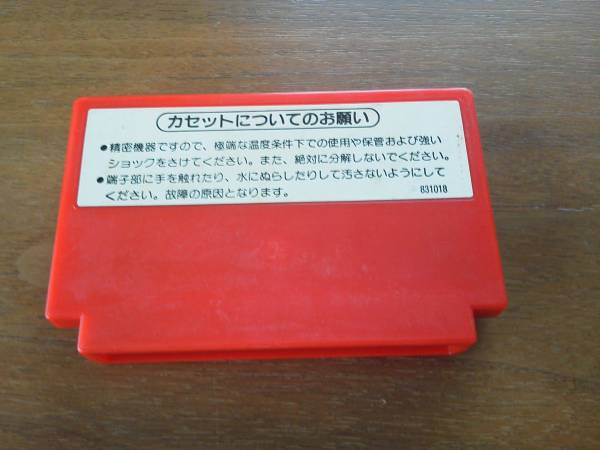 カセットについてのお願い
●精密機器ですので、極端な温度条件下での使用や保管および強い
ショックをさけてください。また、絶対に分解しないでください。
●端子部に手を触れたり、水にぬらしたりして汚さないようにして
ください。故障の原因となります。
831018